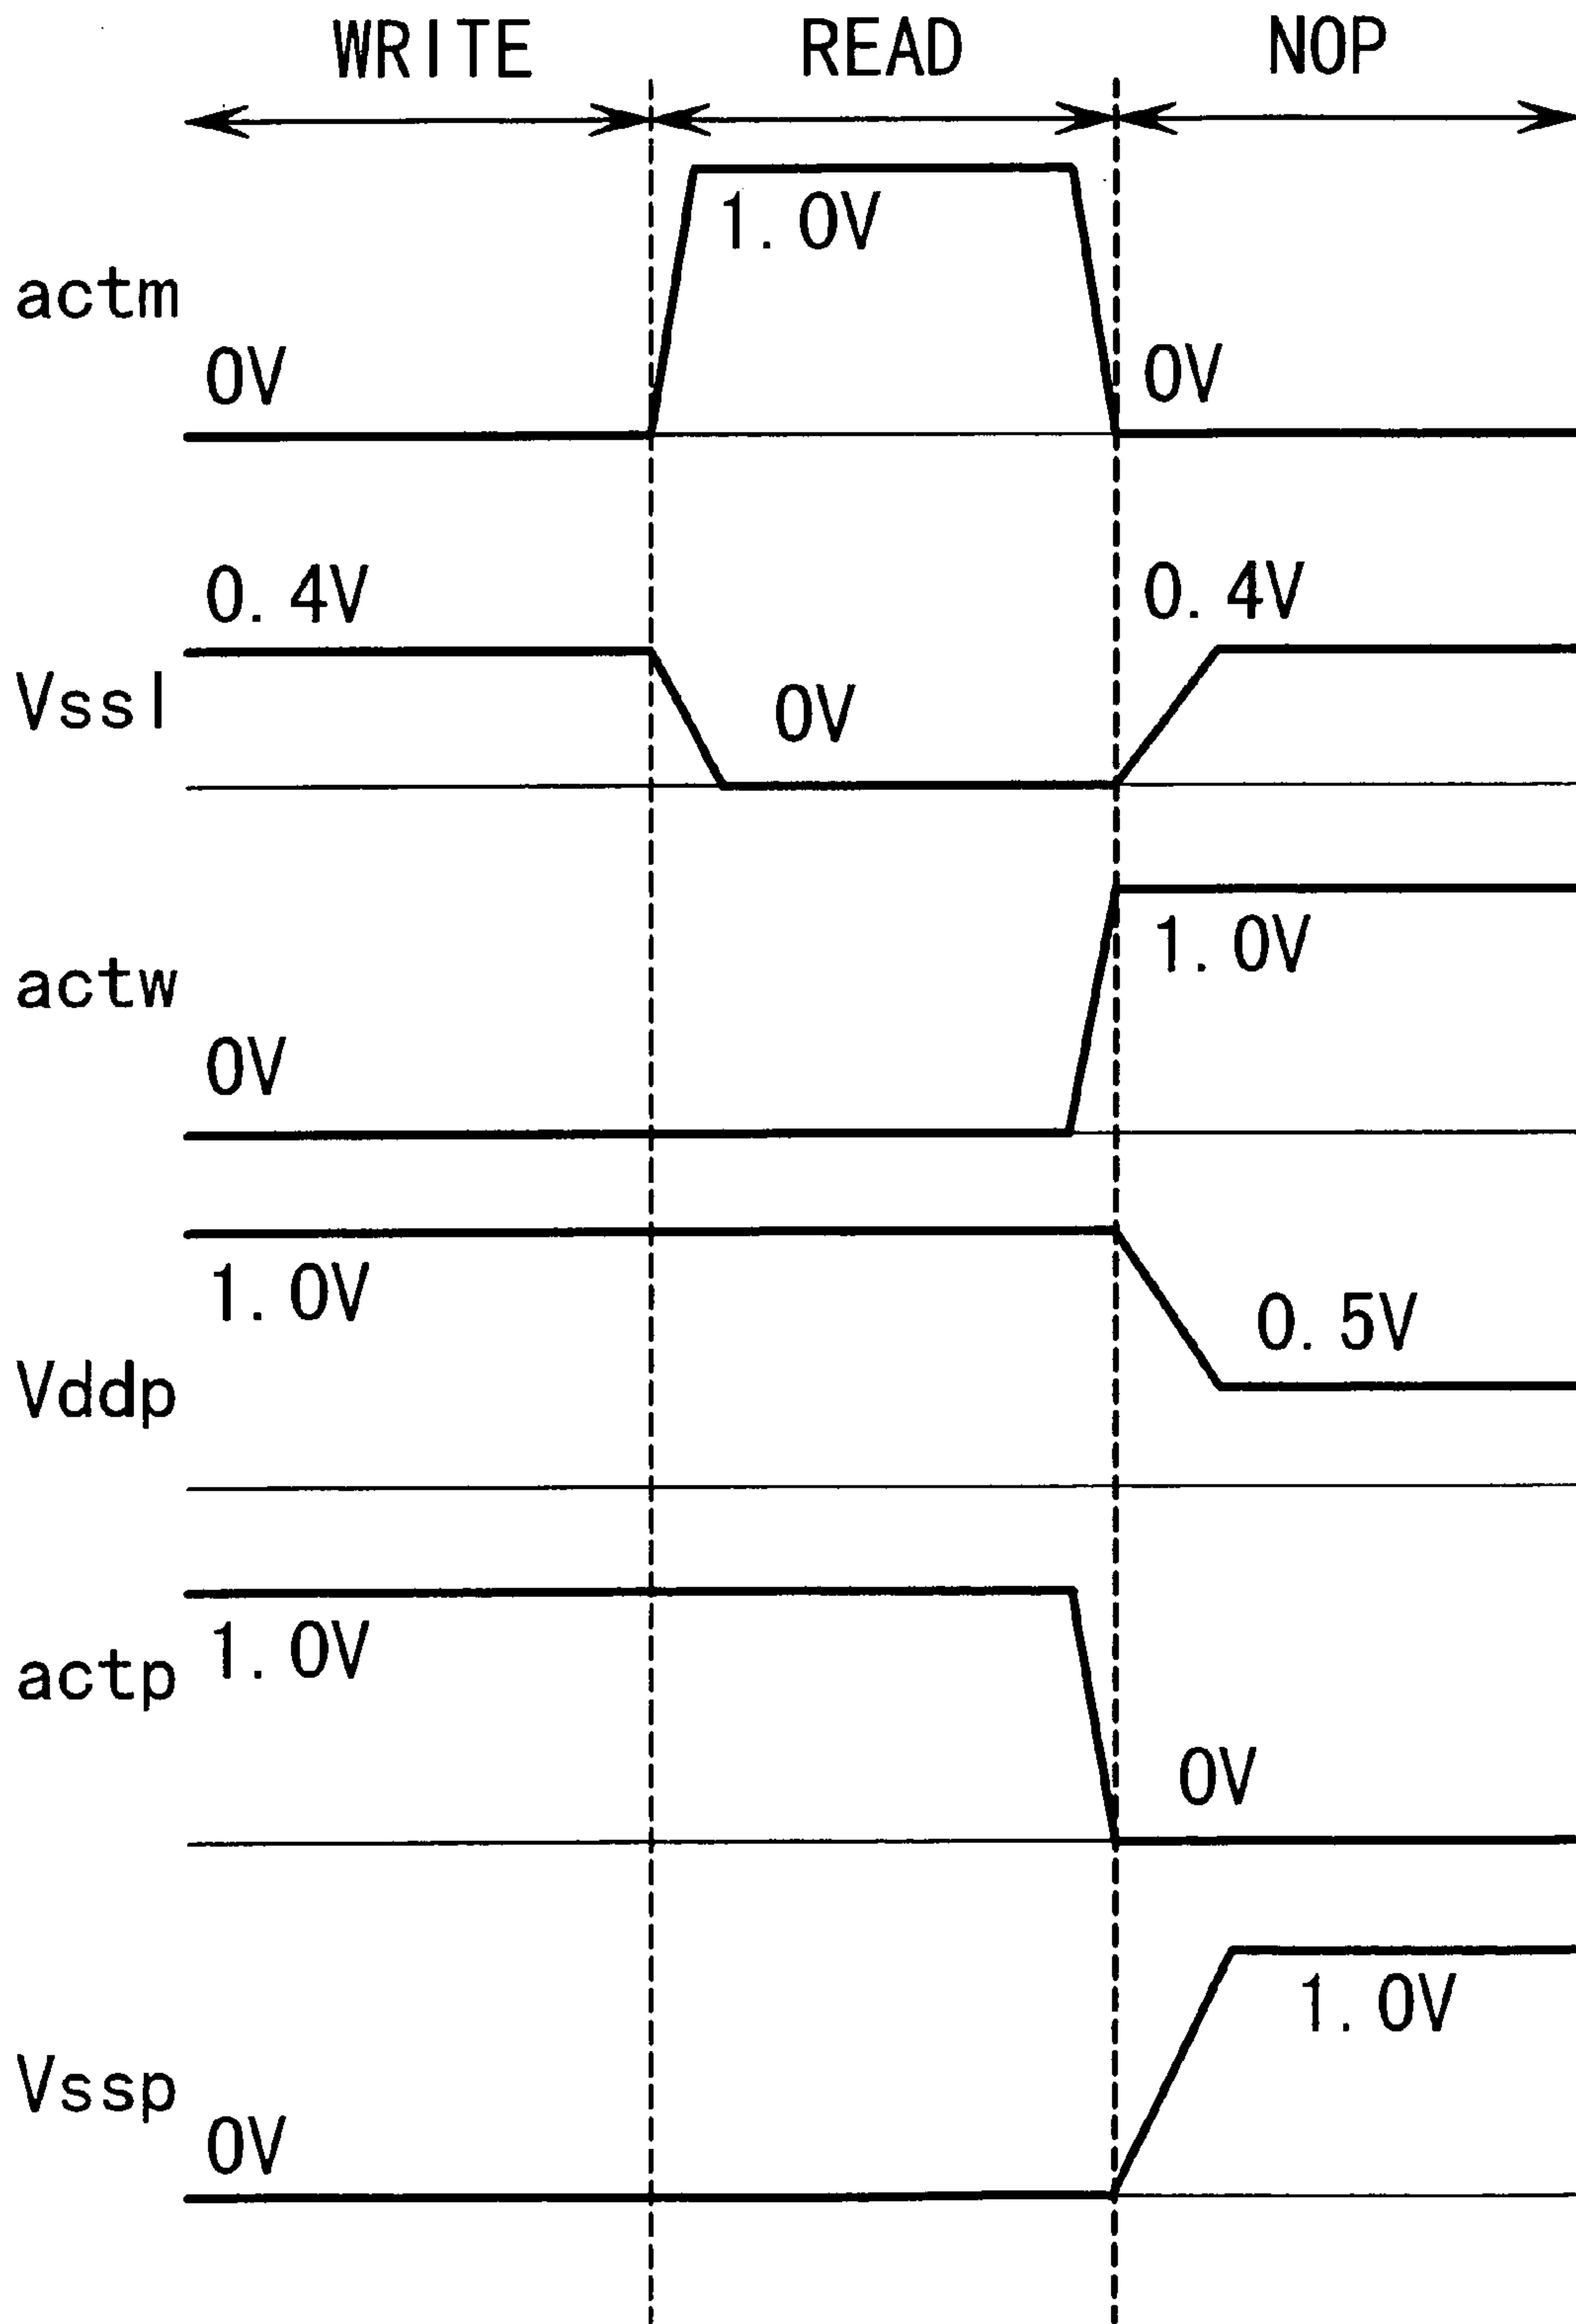 WRITE READ NOP
1.0V
actm
0V 0V
0.4V 0.4V
Vssl 0V
1.0V
actw
0V
1.0V
0.5V
Vddp
1.0V
actp
0V
1.0V
Vssp
0V